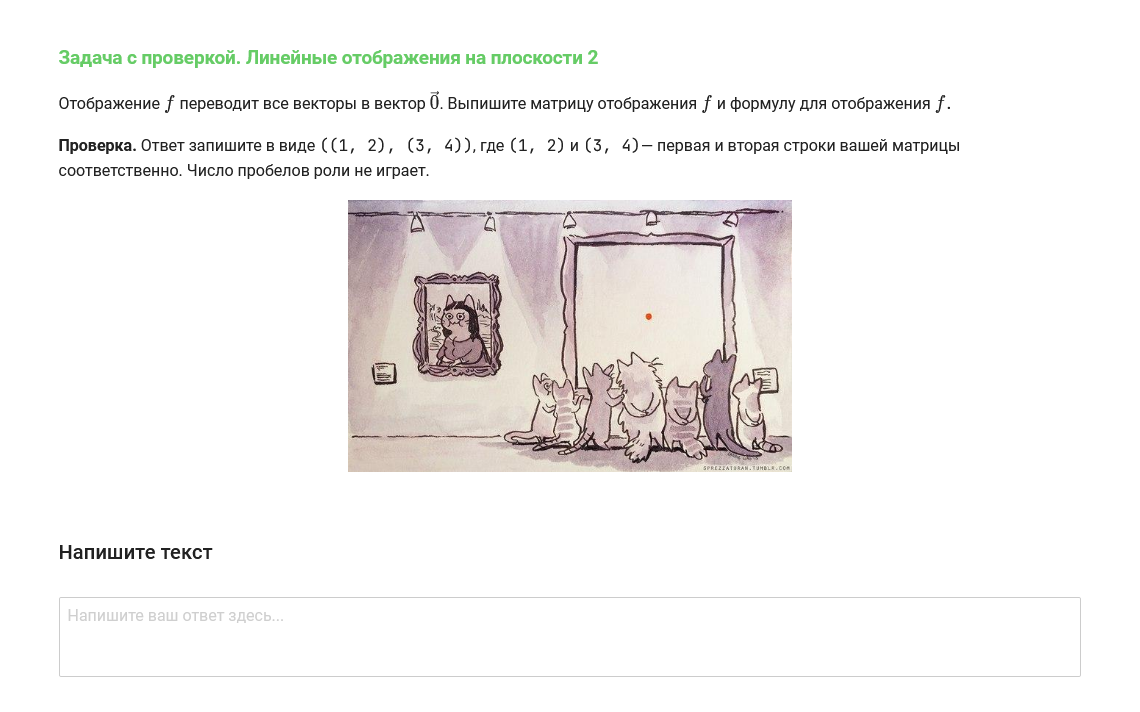 Задача с проверкой. Линейные отображения на плоскости 2
Отображение f переводит все векторы в вектор 0⃗. Выпишите матрицу отображения f и формулу для отображения f.
Проверка. Ответ запишите в виде ((1, 2), (3, 4)), где (1, 2) и (3, 4)— первая и вторая строки вашей матрицы
соответственно. Число пробелов роли не играет.
SPREZZATURAN.TUMBLR.COM
Напишите текст
Напишите ваш ответ здесь...